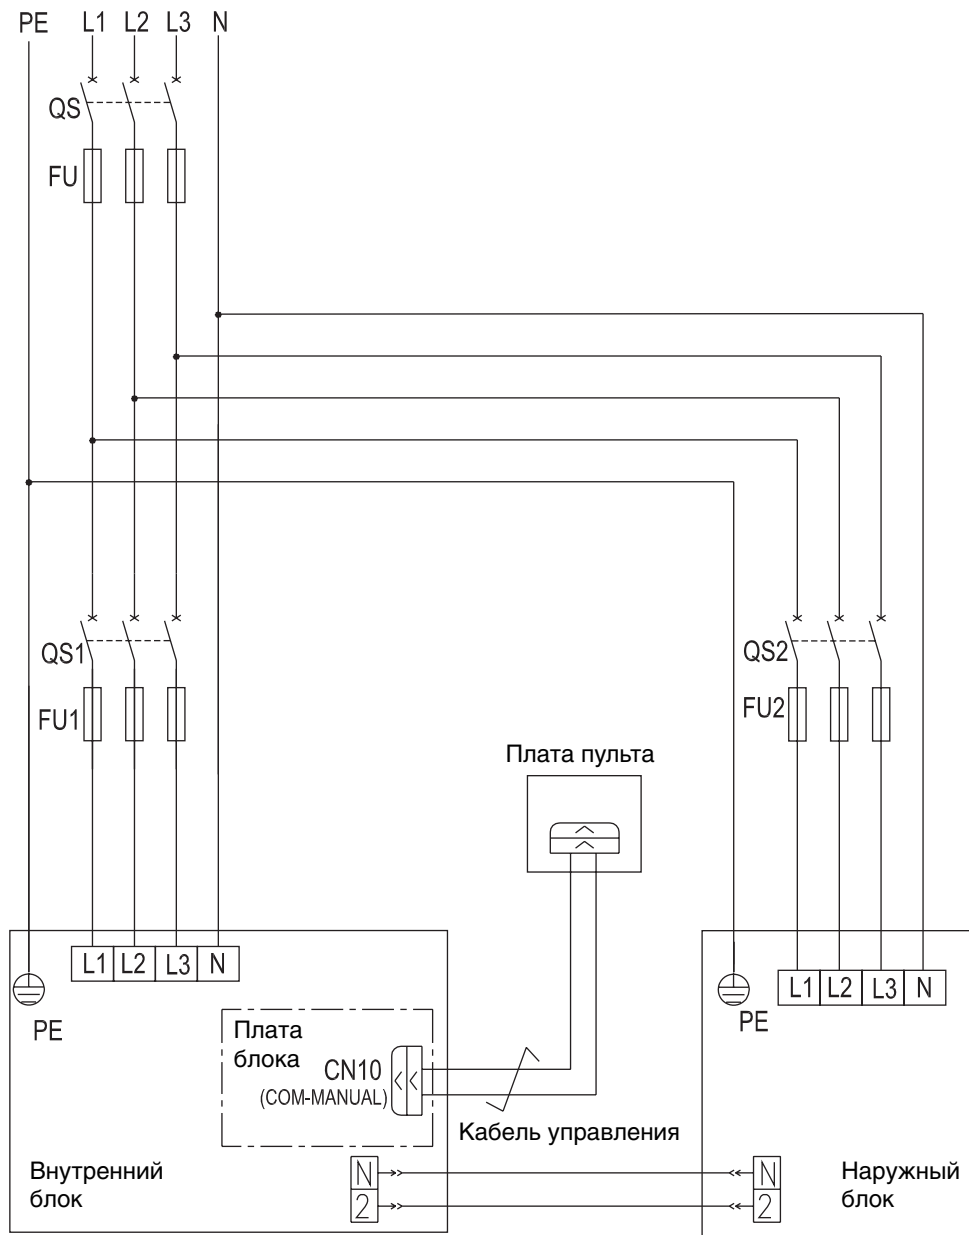 PE L1 L2 L3 N
QS
FU
QS1
QS2
FU1
FU2
Плата пульта
L1 L2 L3 N
L1 L2 L3 N
PE
PE
Плата
блока
CN10
(COM-MANUAL)
Кабель управления
Внутренний
блок
N
2
N
2
Наружный
блок